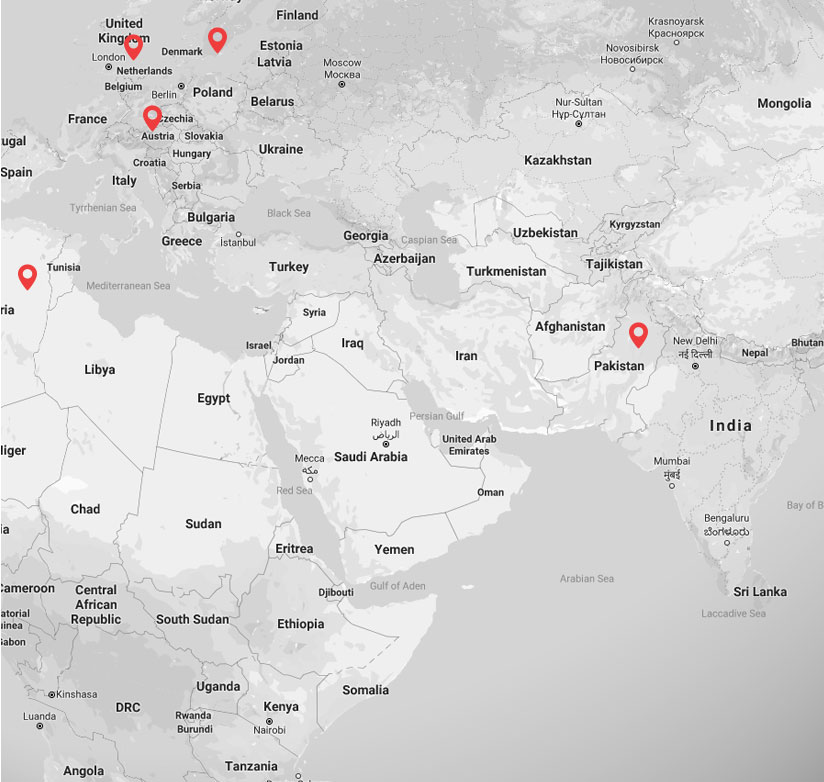 Finland
Krasnoyarsk
Красноярск
United
Kingdom
Denmark
Estonia
Novosibirsk
Новосибирск
London
Latvia
Moscow
Москва
Netherlands
Belgium
Berlin
Poland
Belarus
Nur-Sultan
Нұр-Сұлтан
Mongolia
France
Czechia
Austria
Slovakia
ugal
Hungary
Ukraine
Croatia
Kazakhstan
Spain
Italy
Serbia
Tyrrhenian Sea
Bulgaria
Black Sea
Kyrgyzstan
Georgia
Uzbekistan
Greece
İstanbul
Caspian Sea
Azerbaijan
Tunisia
Turkey
Turkmenistan
Tajikistan
Mediterranean Sea
ria
Syria
Afghanistan
Israel
Iraq
New Delhi
नई दिल्ली
Bhutan
Jordan
Iran
Nepal
Libya
Pakistan
Egypt
Persian Gulf
Riyadh
الرياض
India
United Arab
Emirates
liger
Mecca
مكة
Saudi Arabia
Mumbai
मुंबई
Red Sea
Oman
Chad
Bay of B
Sudan
Bengaluru
ಬೆಂಗಳೂರು
ia
Eritrea
Yemen
Arabian Sea
Cameroon
Central
African
Republic
Djibouti
Gulf of Aden
Sri Lanka
atorial
uinea
South Sudan
Ethiopia
Laccadive Sea
Gabon
Uganda
Somalia
Kinshasa
DRC
Kenya
Luanda
Rwanda
Burundi
Nairobi
Tanzania
Angola